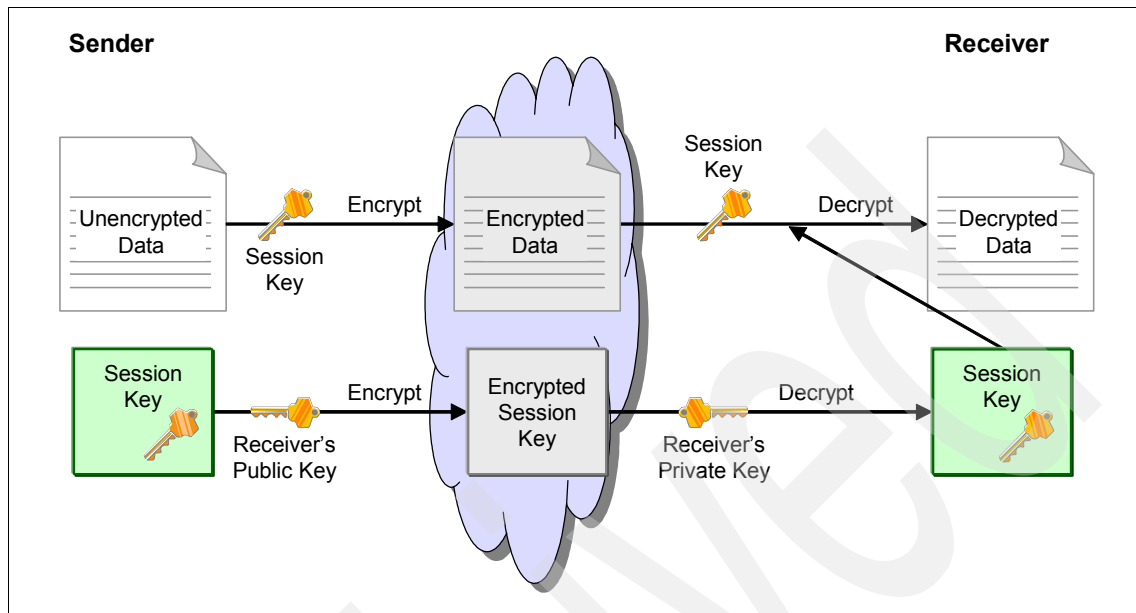 Sender
Receiver
Unencrypted
Data
Session
Key
Encrypt
Encrypted
Data
Session
Key
Decrypt
Decrypted
Data
Session
Key
Receiver's
Public Key
Encrypt
Encrypted
Session
Key
Receiver's
Private Key
Decrypt
Session
Key